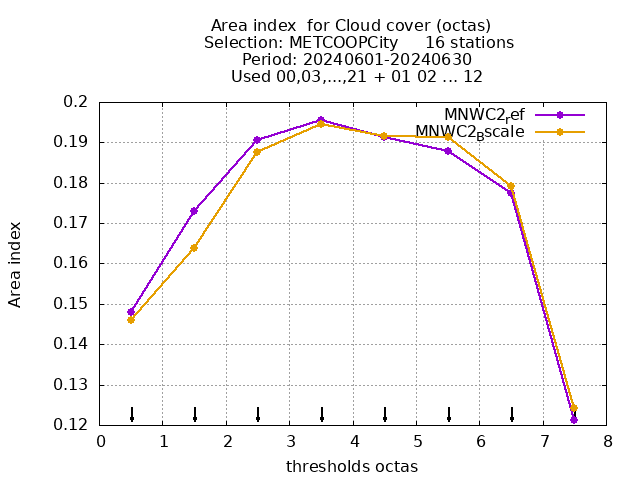 Area index  for Cloud cover (octas)
Selection: METCOOPCity     16 stations
Period: 20240601-20240630
Used 00,03,...,21 + 01 02 ... 12
MNWC2ref
MNWC2Bscale
0.2
0.19
0.18
0.17
0.16
0.15
0.14
0.13
0.12
Area index
0 1 2 3 4 5 6 7 8
thresholds octas